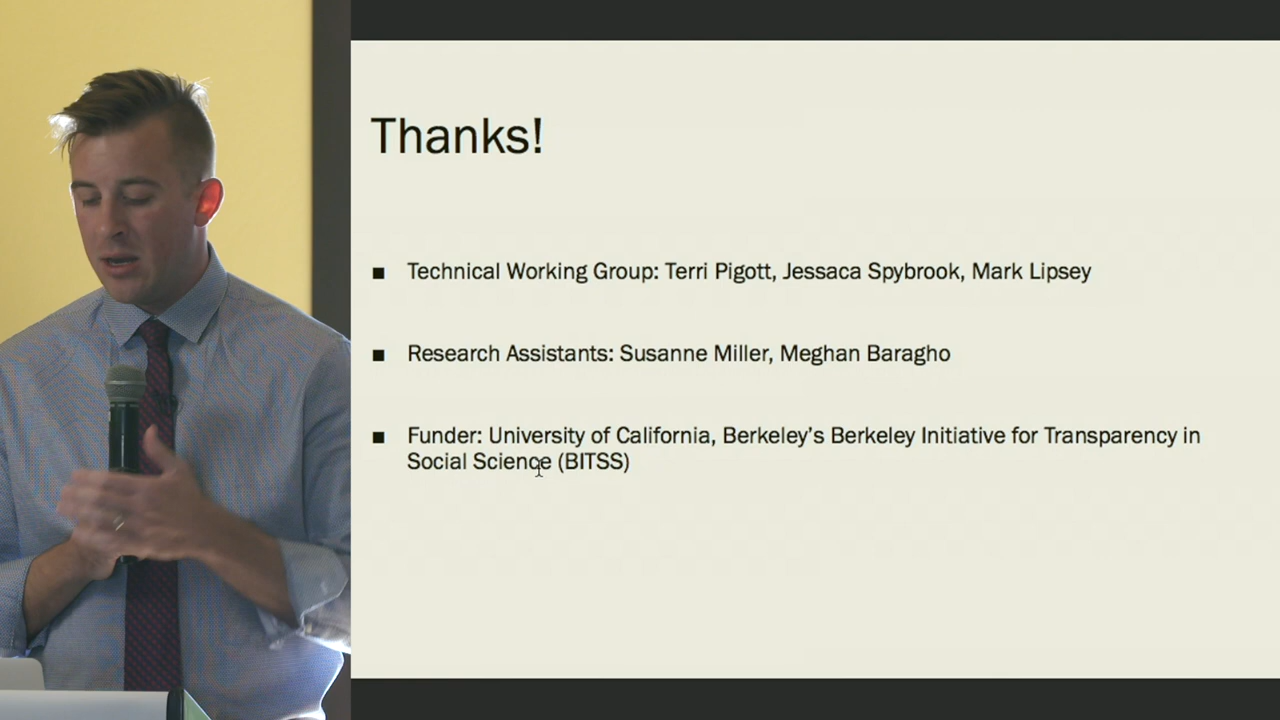 Thanks!
■ Technical Working Group: Terri Pigott, Jessaca Spybrook, Mark Lipsey
■ Research Assistants: Susanne Miller, Meghan Baragho
■ Funder: University of California, Berkeley’s Berkeley Initiative for Transparency in
Social Science (BITSS)